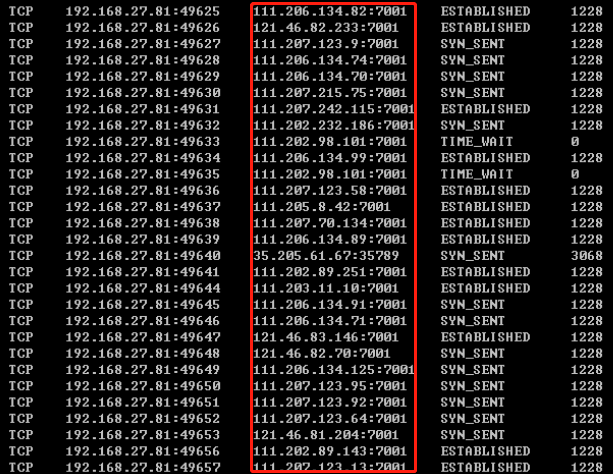 TCP 192.168.27.81:49625 111.206.134.82:7001 ESTABLISHED 1228
TCP 192.168.27.81:49626 121.46.82.233:7001 ESTABLISHED 1228
TCP 192.168.27.81:49627 111.207.123.9:7001 SYN_SENT 1228
TCP 192.168.27.81:49628 111.206.134.74:7001 SYN_SENT 1228
TCP 192.168.27.81:49629 111.206.134.70:7001 SYN_SENT 1228
TCP 192.168.27.81:49630 111.207.215.75:7001 SYN_SENT 1228
TCP 192.168.27.81:49631 111.207.242.115:7001 ESTABLISHED 1228
TCP 192.168.27.81:49632 111.202.232.186:7001 SYN_SENT 1228
TCP 192.168.27.81:49633 111.202.98.101:7001 TIME_WAIT 0
TCP 192.168.27.81:49634 111.206.134.99:7001 ESTABLISHED 1228
TCP 192.168.27.81:49635 111.202.98.101:7001 TIME_WAIT 0
TCP 192.168.27.81:49636 111.207.123.58:7001 ESTABLISHED 1228
TCP 192.168.27.81:49637 111.205.8.42:7001 ESTABLISHED 1228
TCP 192.168.27.81:49638 111.207.70.134:7001 ESTABLISHED 1228
TCP 192.168.27.81:49639 111.206.134.89:7001 ESTABLISHED 1228
TCP 192.168.27.81:49640 35.205.61.67:35789 SYN_SENT 3068
TCP 192.168.27.81:49641 111.202.89.251:7001 ESTABLISHED 1228
TCP 192.168.27.81:49644 111.203.11.10:7001 ESTABLISHED 1228
TCP 192.168.27.81:49645 111.206.134.91:7001 SYN_SENT 1228
TCP 192.168.27.81:49646 111.206.134.71:7001 SYN_SENT 1228
TCP 192.168.27.81:49647 121.46.83.146:7001 ESTABLISHED 1228
TCP 192.168.27.81:49648 121.46.82.70:7001 SYN_SENT 1228
TCP 192.168.27.81:49649 111.206.134.125:7001 SYN_SENT 1228
TCP 192.168.27.81:49650 111.207.123.95:7001 SYN_SENT 1228
TCP 192.168.27.81:49651 111.207.123.92:7001 SYN_SENT 1228
TCP 192.168.27.81:49652 111.207.123.64:7001 SYN_SENT 1228
TCP 192.168.27.81:49653 121.46.81.204:7001 SYN_SENT 1228
TCP 192.168.27.81:49656 111.202.89.143:7001 ESTABLISHED 1228
TCP 192.168.27.81:49657 111.207.123.13:7001 SYN_SENT 1228